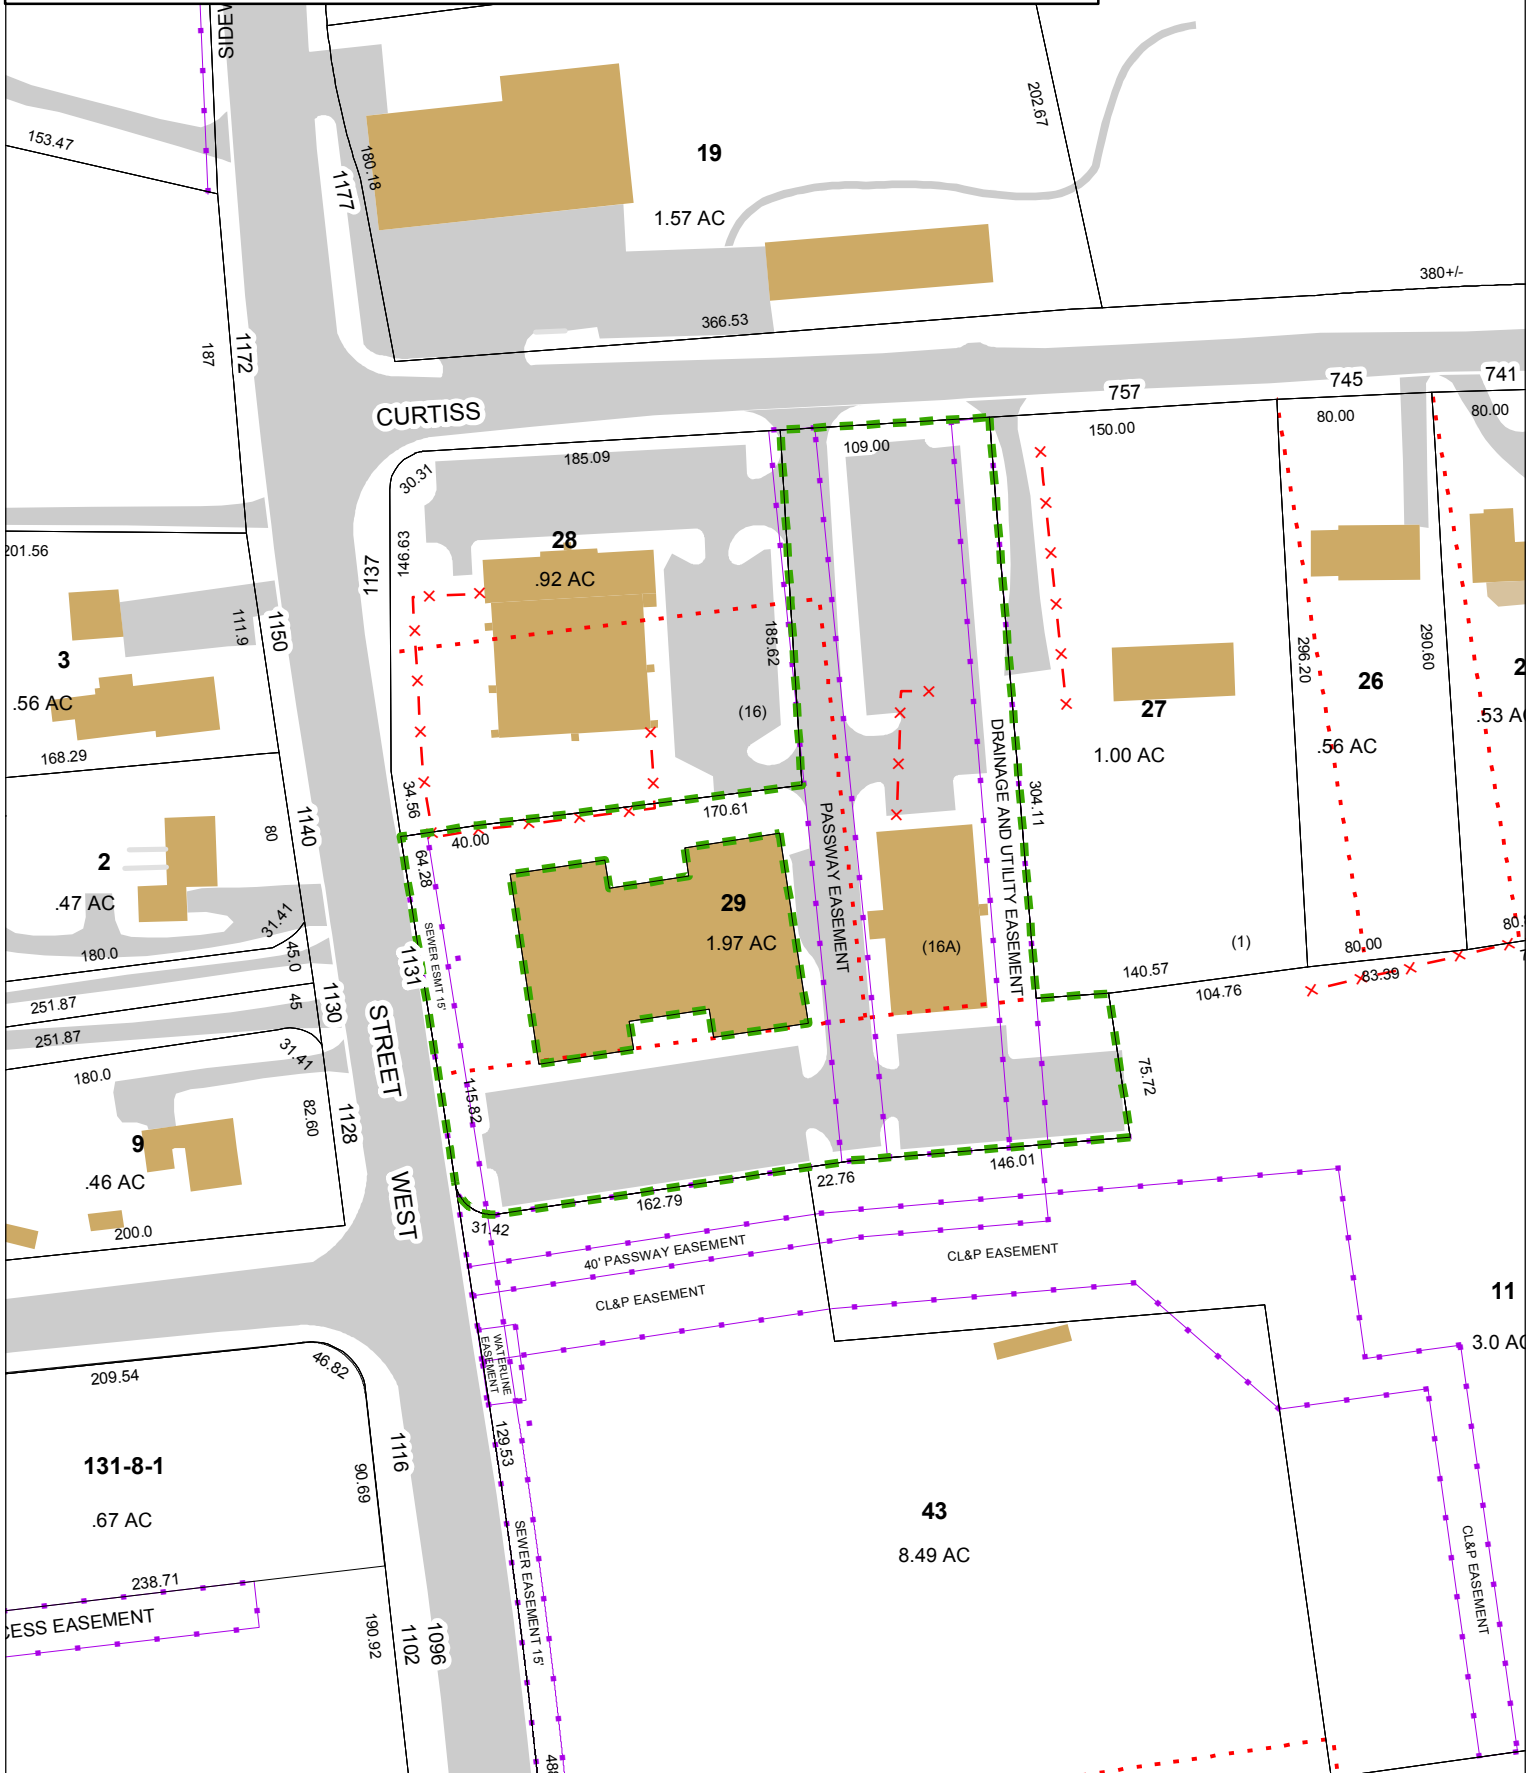 SIDEW
153.47
180.18
1177
19
1.57 AC
202.67
380+/-
187
1172
366.53
CURTISS
757
745
741
185.09
109.00
150.00
80.00
80.00
30.31
201.56
146.63
1137
28
.92 AC
111.9
1150
185.62
296.20
290.60
3
.56 AC
26
2
27
(16)
.53 AC
168.29
DRAINAGE AND UTILITY EASEMENT
1.00 AC
.56 AC
34.56
170.61
304.11
80
1140
40.00
PASSWAY EASEMENT
2
64.28
.47 AC
29
31.41
1.97 AC
(16A)
(1)
80.00
80.
180.0
45.0
SEWER ESMT 15'
1131
140.57
83.39
104.76
251.87
45
1130
251.87
STREET
31.41
180.0
115.82
75.72
82.60
1128
9
.46 AC
146.01
22.76
WEST
162.79
31.42
200.0
40' PASSWAY EASEMENT
CL&P EASEMENT
CL&P EASEMENT
11
3.0 AC
WATERLINE
EASEMENT
46.82
209.54
129.53
1116
131-8-1
90.69
.67 AC
43
8.49 AC
SEWER EASEMENT 15'
CL&P EASEMENT
238.71
CESS EASEMENT
190.92
1102
1096
488